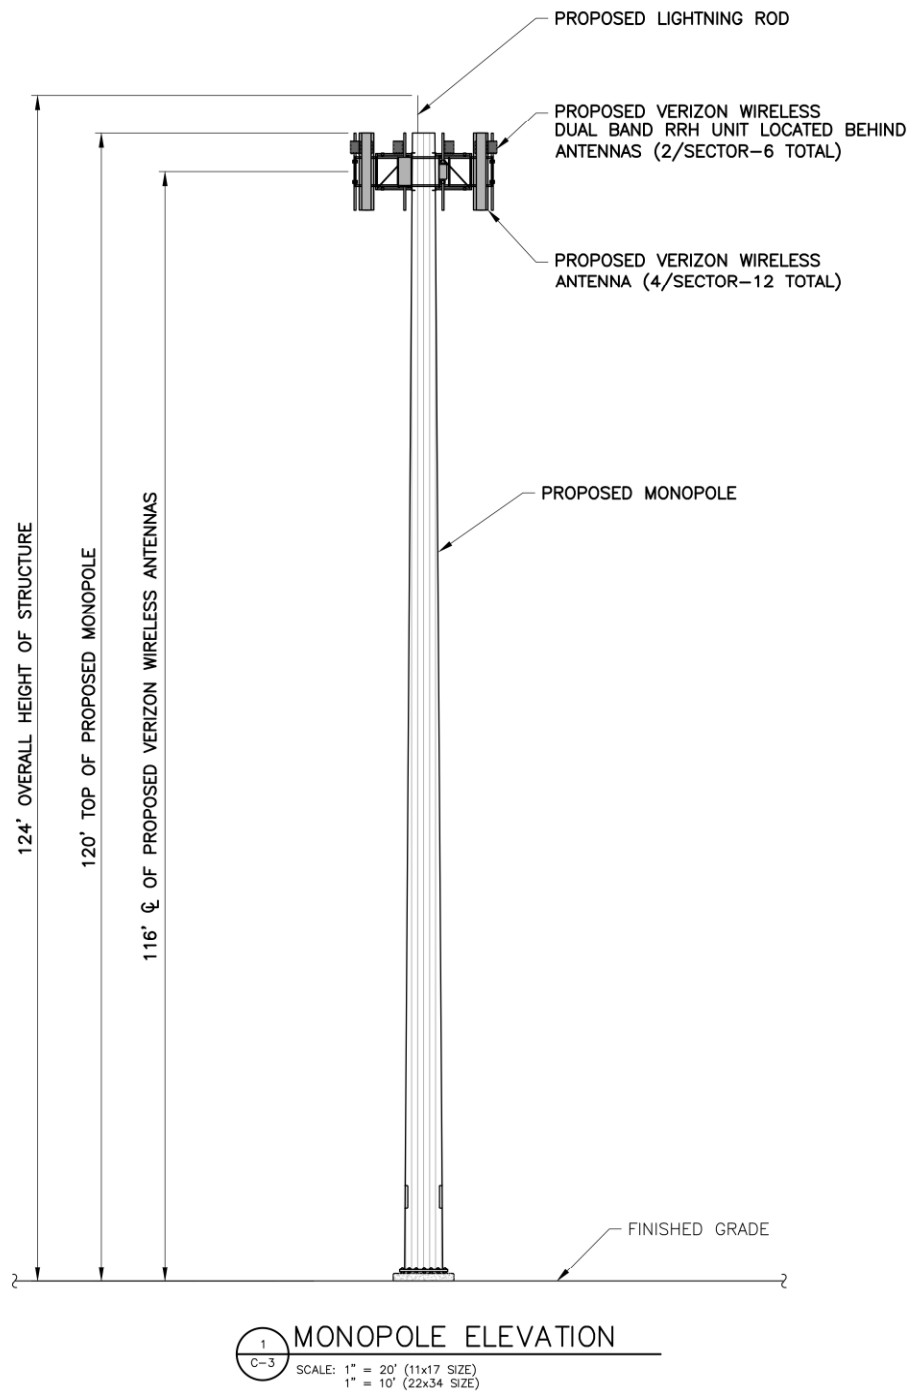 PROPOSED LIGHTNING ROD
PROPOSED VERIZON WIRELESS
DUAL BAND RRH UNIT LOCATED BEHIND
ANTENNAS (2/SECTOR-6 TOTAL)
PROPOSED VERIZON WIRELESS
ANTENNA (4/SECTOR-12 TOTAL)
PROPOSED MONOPOLE
124' OVERALL HEIGHT OF STRUCTURE
120' TOP OF PROPOSED MONOPOLE
116' ℄ OF PROPOSED VERIZON WIRELESS ANTENNAS
FINISHED GRADE
1
C-3
MONOPOLE ELEVATION
SCALE: 1" = 20' (11x17 SIZE)
1" = 10' (22x34 SIZE)